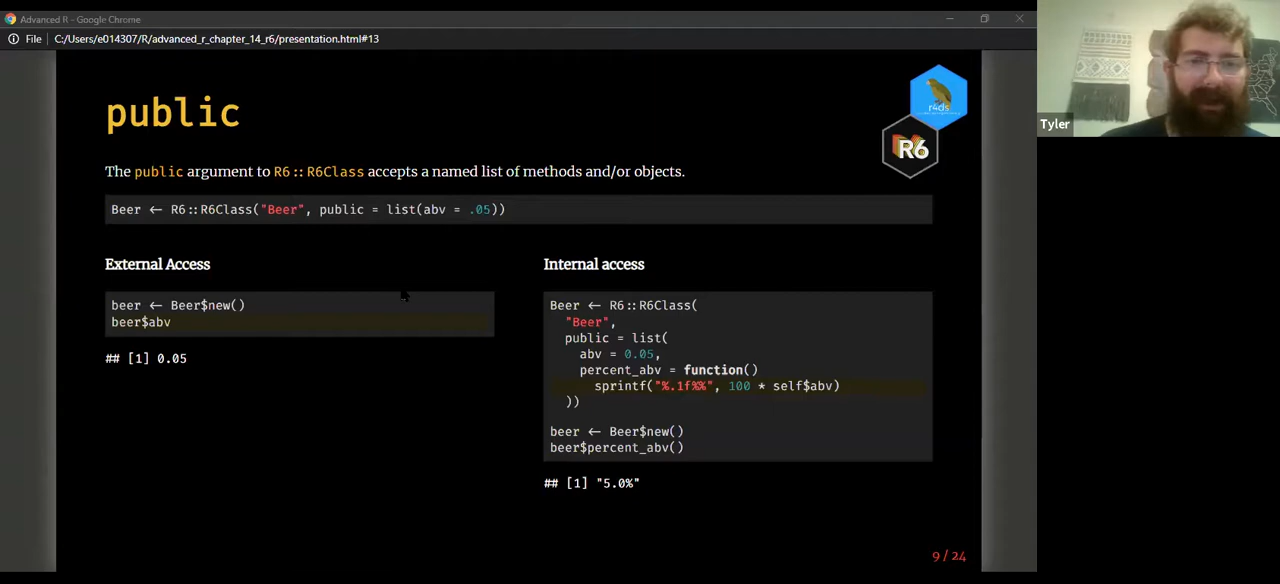 Advanced R - Google Chrome
File C:/Users/e014307/R/advanced_r_chapter_14_r6/presentation.html#13
public
r4ds
R6
Tyler
The public argument to R6::R6Class accepts a named list of methods and/or objects.
Beer ← R6::R6Class("Beer", public = list(abv = .05))
External Access
beer ← Beer$new()
beer$abv
## [1] 0.05
Internal access
Beer ← R6::R6Class(
"Beer",
public = list(
abv = 0.05,
percent_abv = function()
sprintf("%.1f%%", 100 * self$abv)
))
beer ← Beer$new()
beer$percent_abv()
## [1] "5.0%"
9 / 24